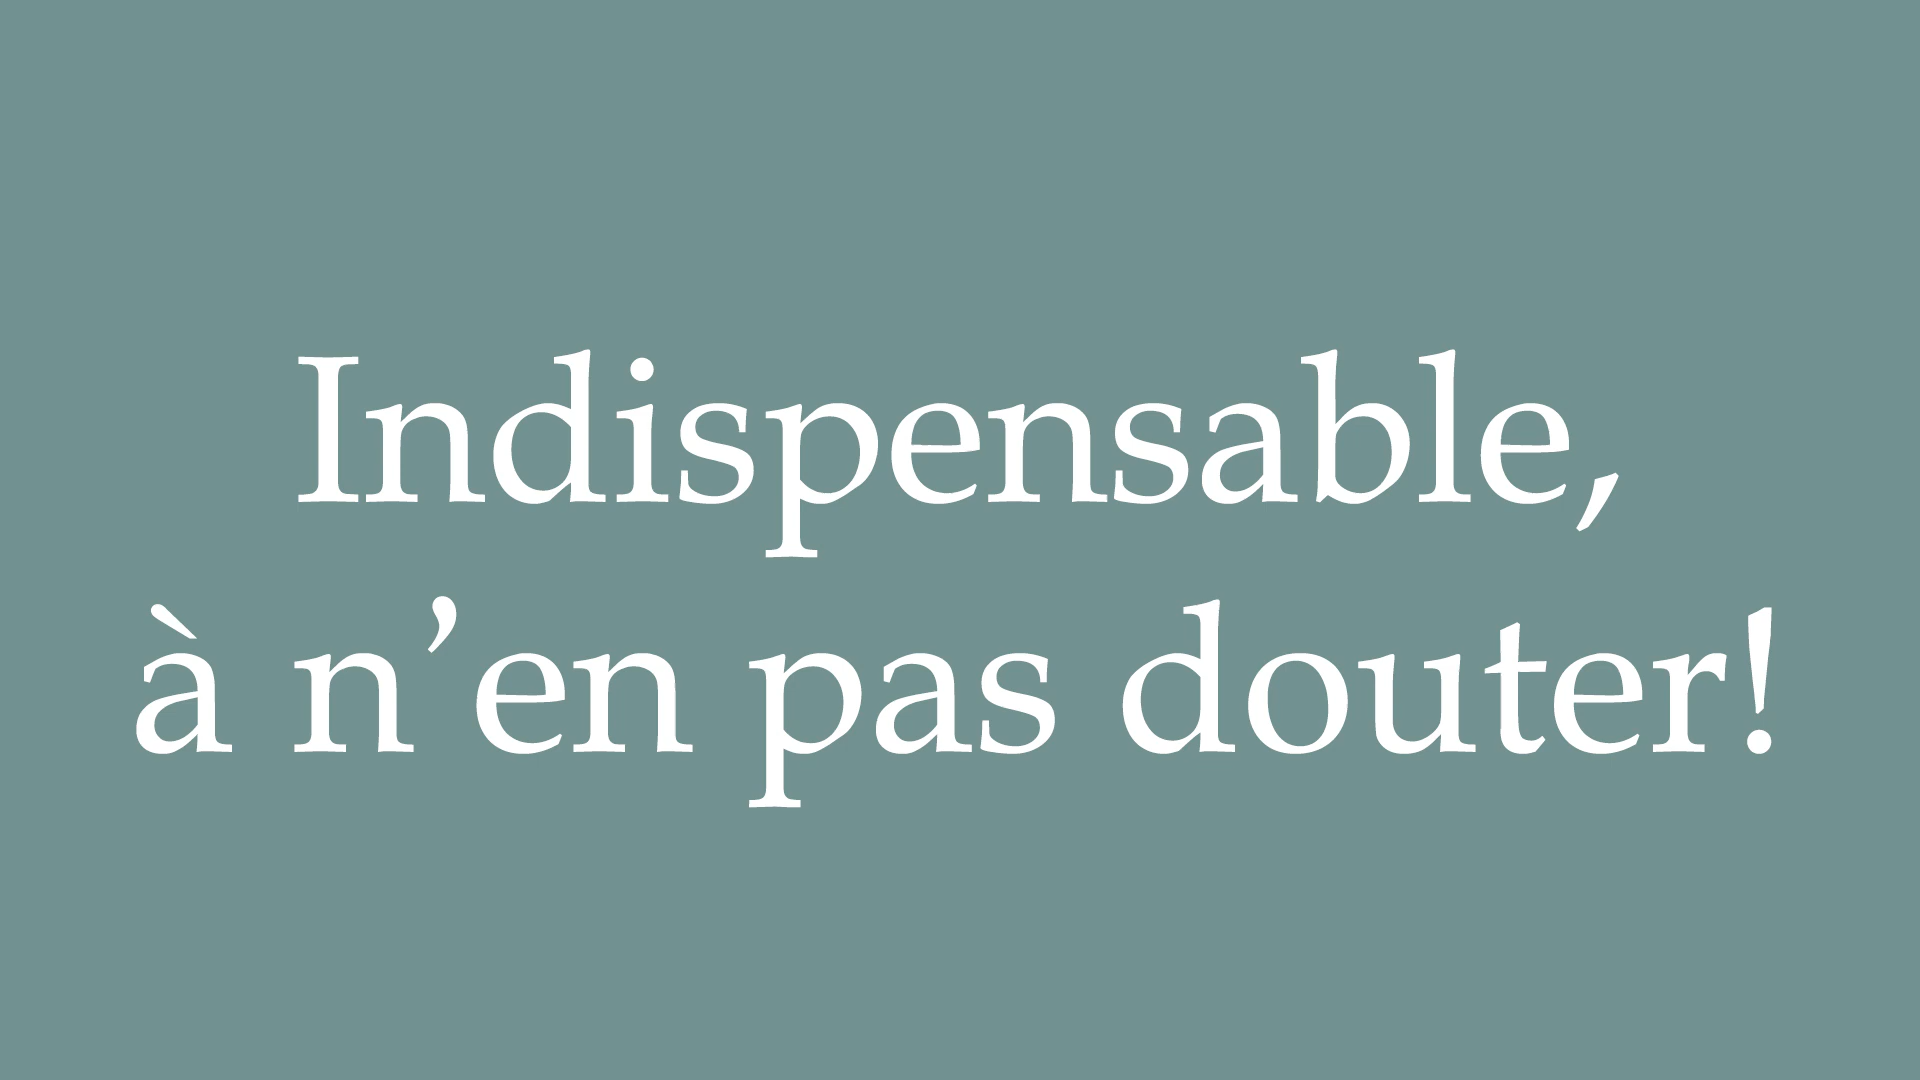 Indispensable,
à n’en pas douter!